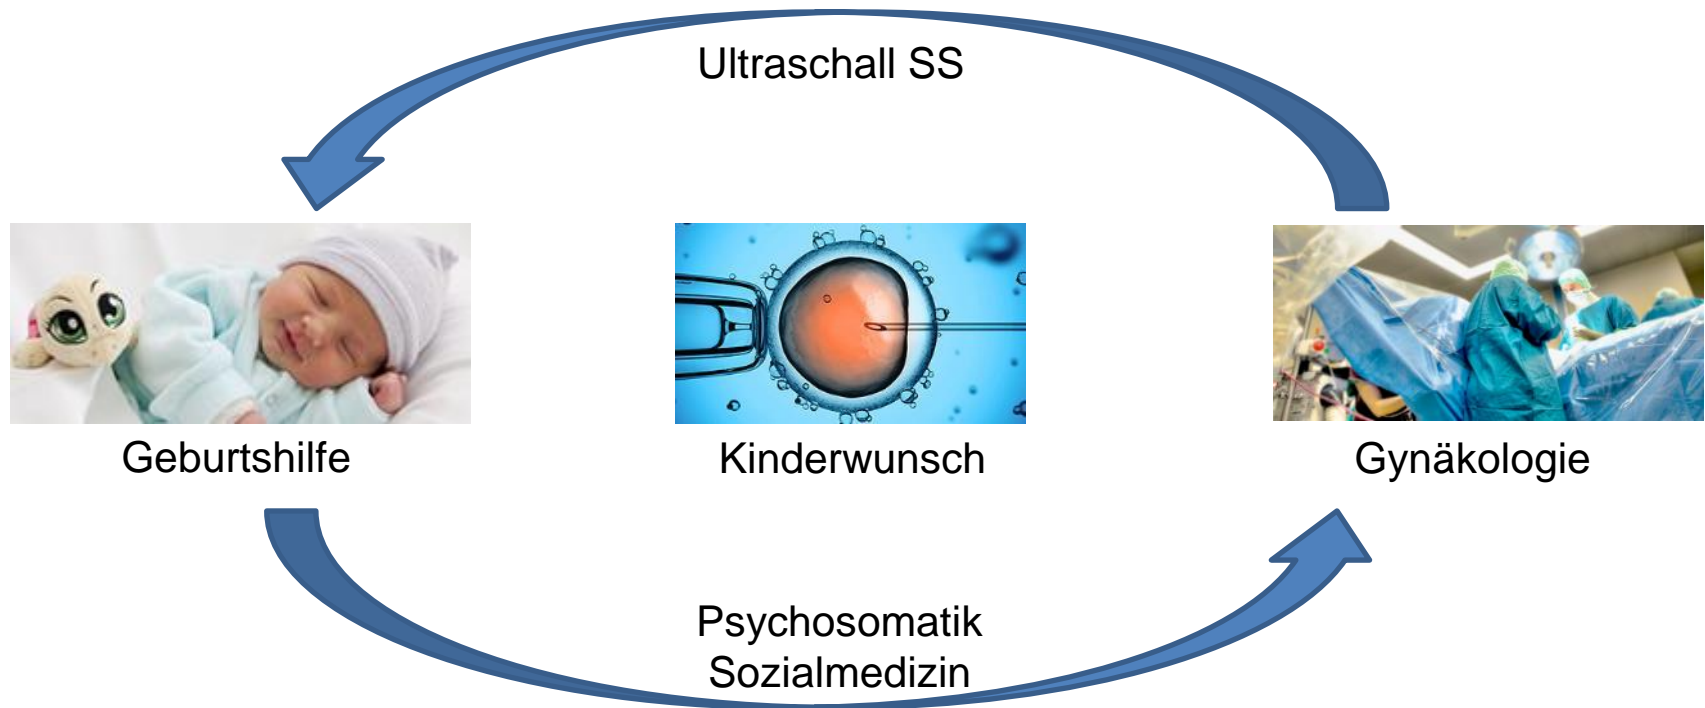 Ultraschall SS
Geburtshilfe
Kinderwunsch
Gynäkologie
Psychosomatik
Sozialmedizin